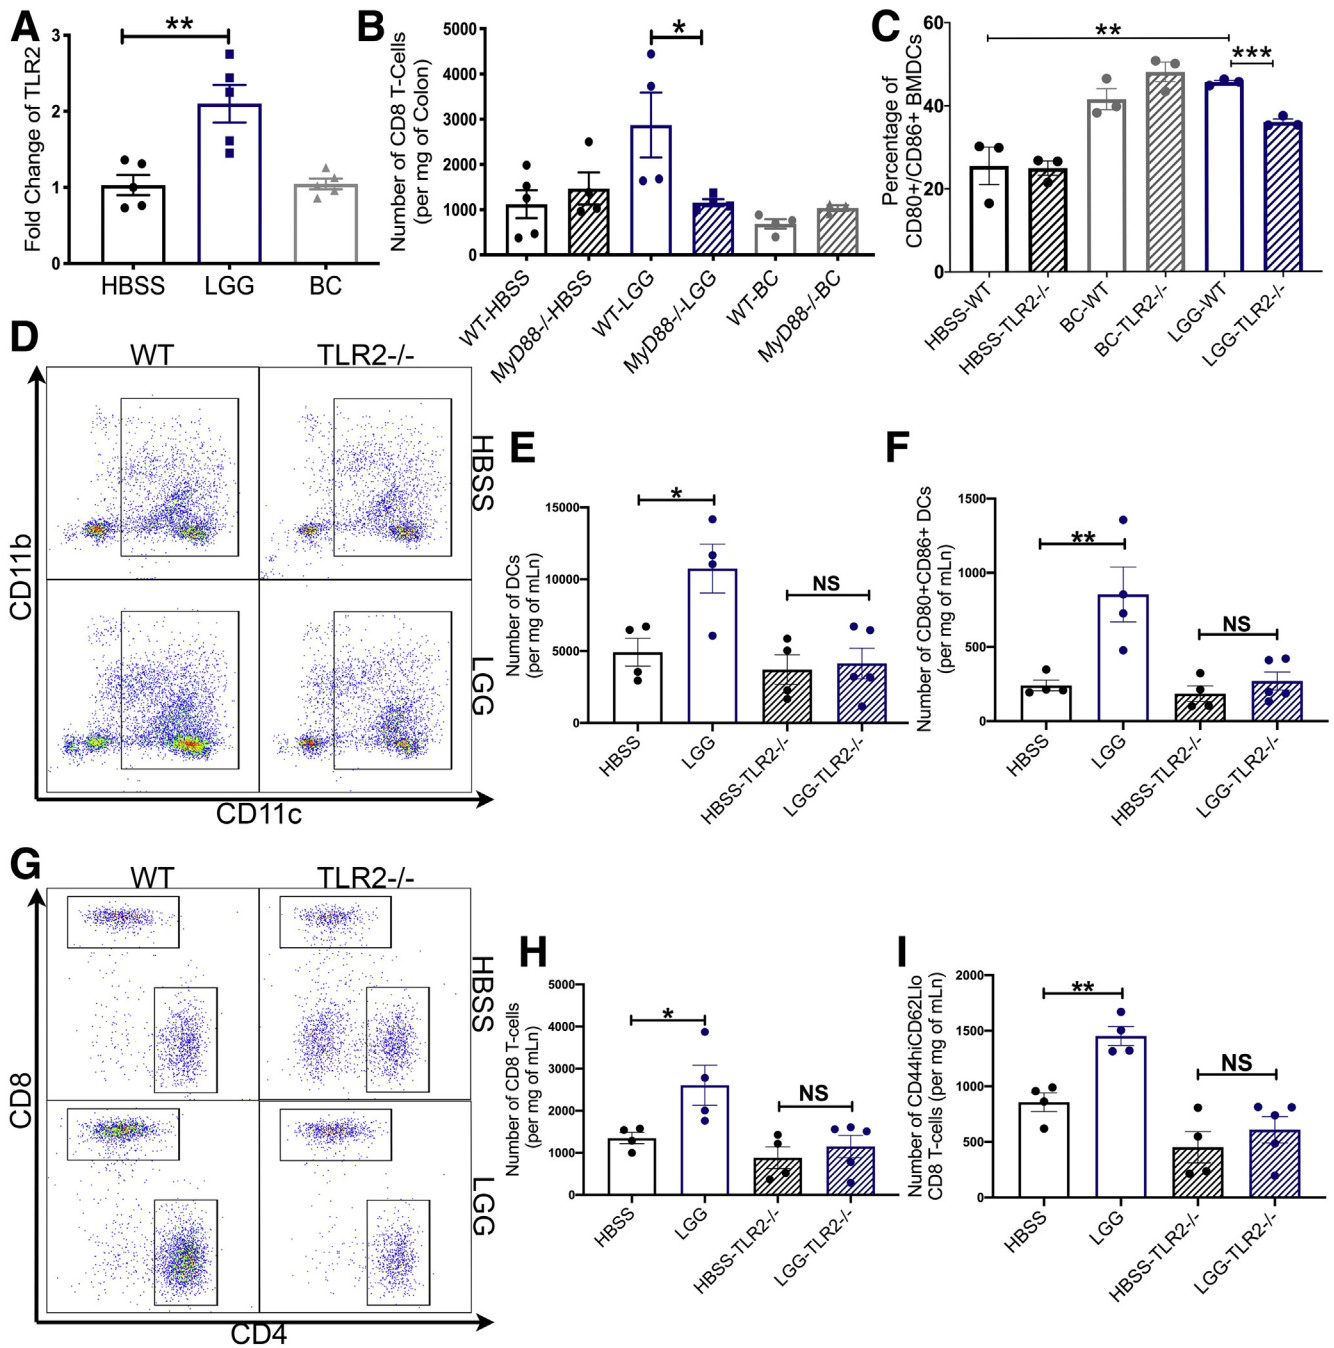 A
Fold Change of TLR2
3
2
1
0
**
HBSS
LGG
BC
B
Number of CD8 T-Cells
(per mg of Colon)
5000
4000
3000
2000
1000
0
*
WT-HBSS
MyD88-/-HBSS
WT-LGG
MyD88-/-LGG
WT-BC
MyD88-/-BC
C
Percentage of
CD80+/CD86+ BMDCs
60
40
20
0
**
***
HBSS-WT
HBSS-TLR2-/-
BC-WT
BC-TLR2-/-
LGG-WT
LGG-TLR2-/-
D
WT
TLR2-/-
HBSS
LGG
CD11b
CD11c
E
Number of DCs
(per mg of mLn)
15000
10000
5000
0
*
NS
HBSS
LGG
HBSS-TLR2-/-
LGG-TLR2-/-
F
Number of CD80+CD86+ DCs
(per mg of mLn)
1500
1000
500
0
**
NS
HBSS
LGG
HBSS-TLR2-/-
LGG-TLR2-/-
G
WT
TLR2-/-
HBSS
LGG
CD8
CD4
H
Number of CD8 T-cells
(per mg of mLn)
5000
4000
3000
2000
1000
0
*
NS
HBSS
LGG
HBSS-TLR2-/-
LGG-TLR2-/-
I
Number of CD44hiCD62Llo
CD8 T-cells (per mg of mLn)
2000
1500
1000
500
0
**
NS
HBSS
LGG
HBSS-TLR2-/-
LGG-TLR2-/-